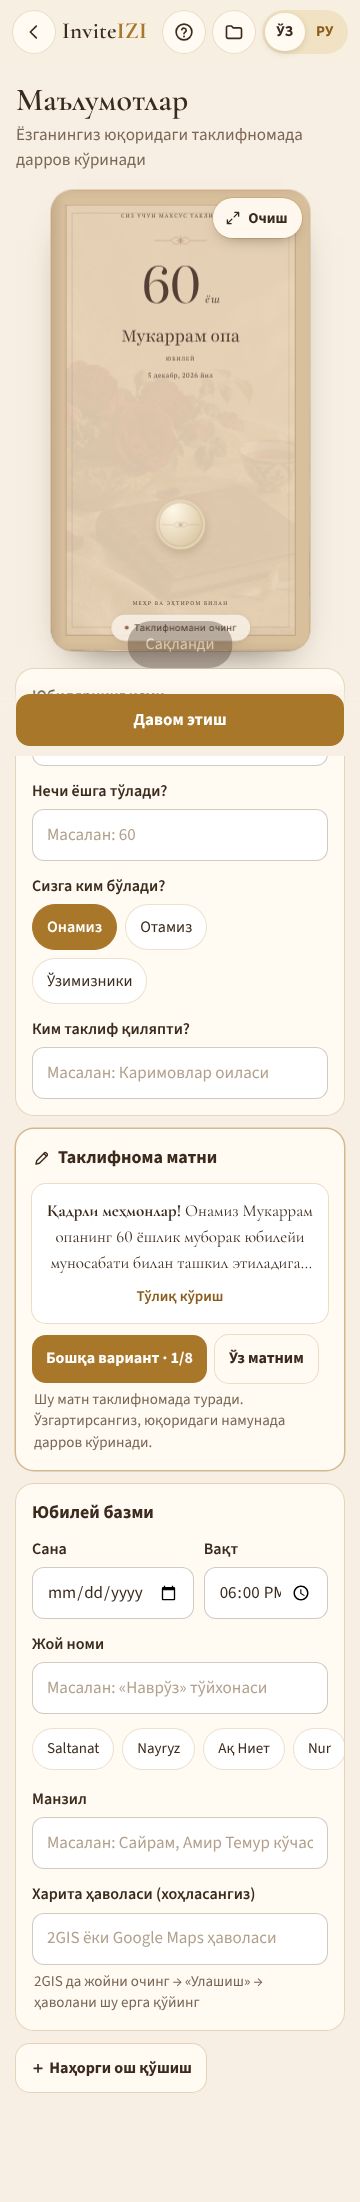 InviteIZI
ЎЗ РУ
Маълумотлар
Ёзганингиз юқоридаги таклифномада
дарров кўринади
СИЗ УЧУН МАХСУС
Очиш
60 ёш
Мукаррам опа
ЮБИЛЕЙ
5 декабр, 2026 йил
МЕҲР ВА ЭҲТИРОМ БИЛАН
Таклифномани очинг
Сақланди
Давом этиш
Нечи ёшга тўлади?
Масалан: 60
Сизга ким бўлади?
Онамиз Отамиз
Ўзимизники
Ким таклиф қиляпти?
Масалан: Каримовлар оиласи
Таклифнома матни
Қадрли меҳмонлар! Онамиз Мукаррам
опанинг 60 ёшлик муборак юбилейи
муносабати билан ташкил этиладига...
Тўлиқ кўриш
Бошқа вариант · 1/8 Ўз матним
Шу матн таклифномада туради.
Ўзгартирсангиз, юқоридаги намунада
дарров кўринади.
Юбилей базми
Сана Вақт
mm/dd/yyyy 06:00 PM
Жой номи
Масалан: «Наврўз» тўйхонаси
Saltanat Nayryz Ақ Ниет Nur
Манзил
Масалан: Сайрам, Амир Темур кўчас
Харита ҳаволаси (хоҳласангиз)
2GIS ёки Google Maps ҳаволаси
2GIS да жойни очинг → «Улашиш» →
ҳаволани шу ерга қўйинг
+ Наҳорги ош қўшиш